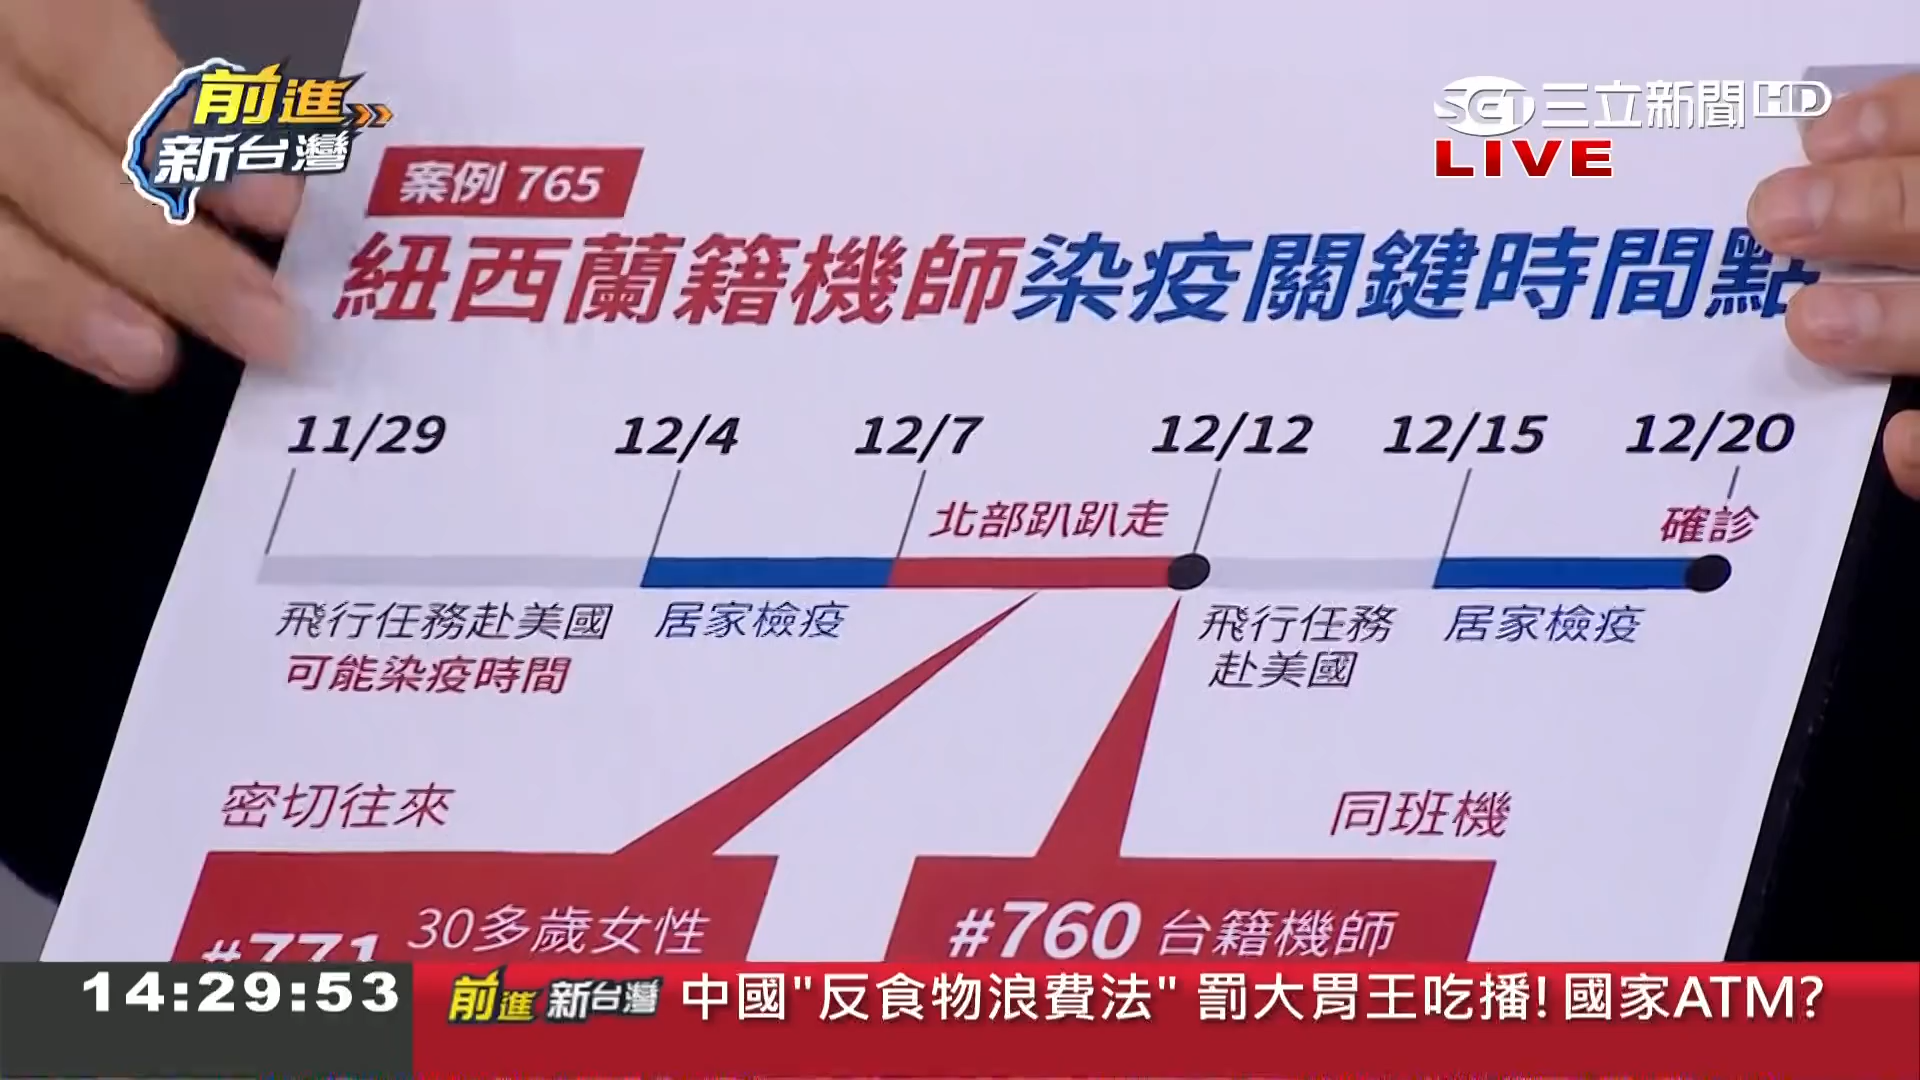 前進
新台灣
SET三立新聞HD
LIVE
案例 765
紐西蘭籍機師染疫關鍵時間點
11/29
12/4
12/7
12/12
12/15
12/20
北部趴趴走
確診
飛行任務赴美國
可能染疫時間
居家檢疫
飛行任務
赴美國
居家檢疫
密切往來
同班機
#771 30多歲女性
#760 台籍機師
14:29:53
前進新台灣 中國"反食物浪費法" 罰大胃王吃播!國家ATM?